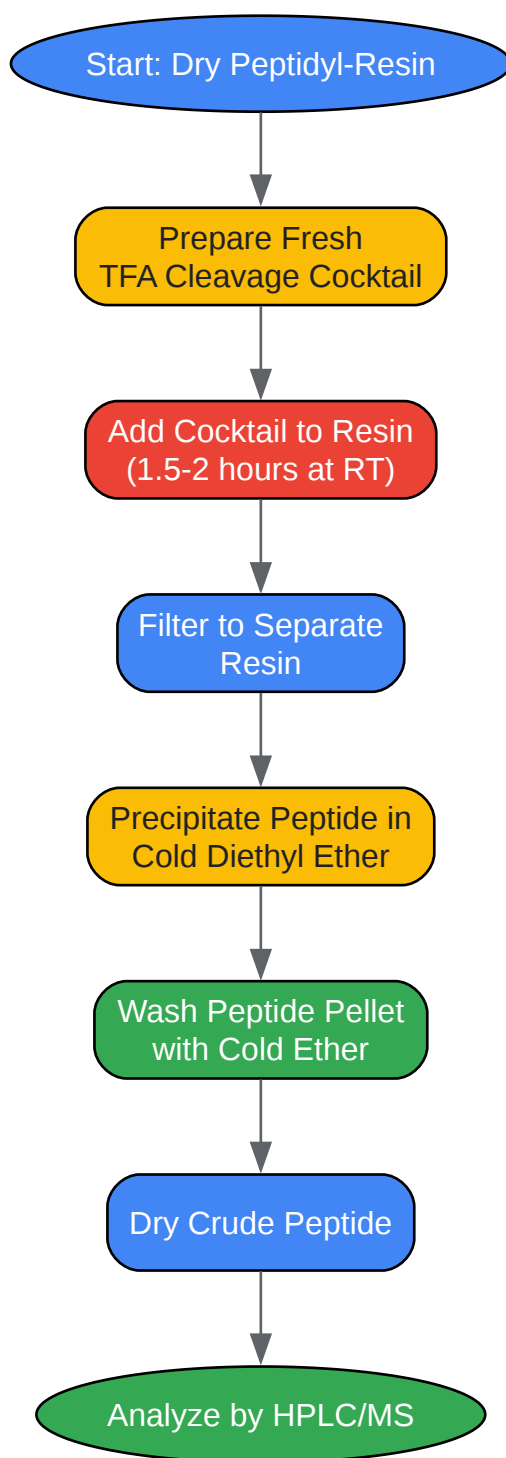 Start: Dry Peptidyl-Resin
Prepare Fresh
TFA Cleavage Cocktail
Add Cocktail to Resin
(1.5-2 hours at RT)
Filter to Separate
Resin
Precipitate Peptide in
Cold Diethyl Ether
Wash Peptide Pellet
with Cold Ether
Dry Crude Peptide
Analyze by HPLC/MS